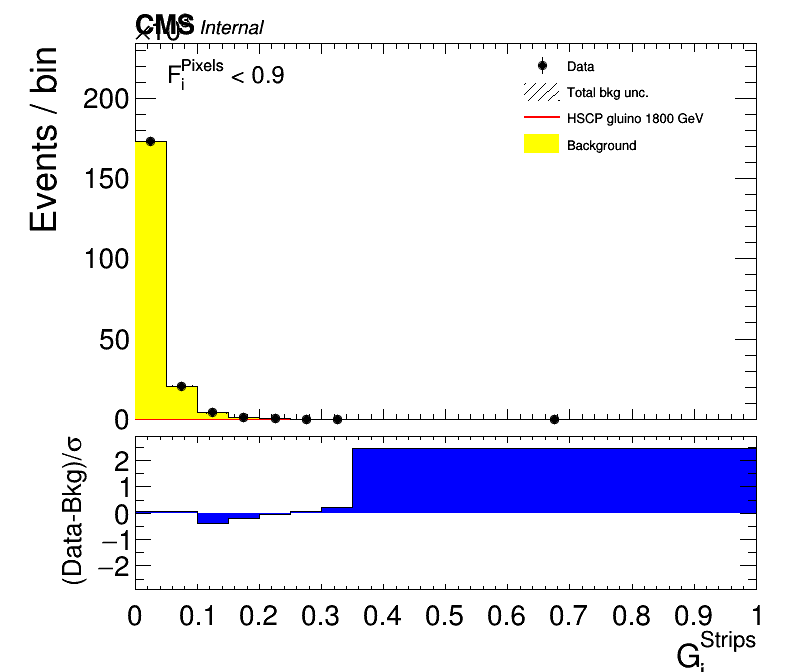 CMS Internal
Events / bin
F_i^Pixels < 0.9
Data
Total bkg unc.
HSCP gluino 1800 GeV
Background
200
150
100
50
0
(Data-Bkg)/σ
2
1
0
−1
−2
0 0.1 0.2 0.3 0.4 0.5 0.6 0.7 0.8 0.9 1
G_i^Strips